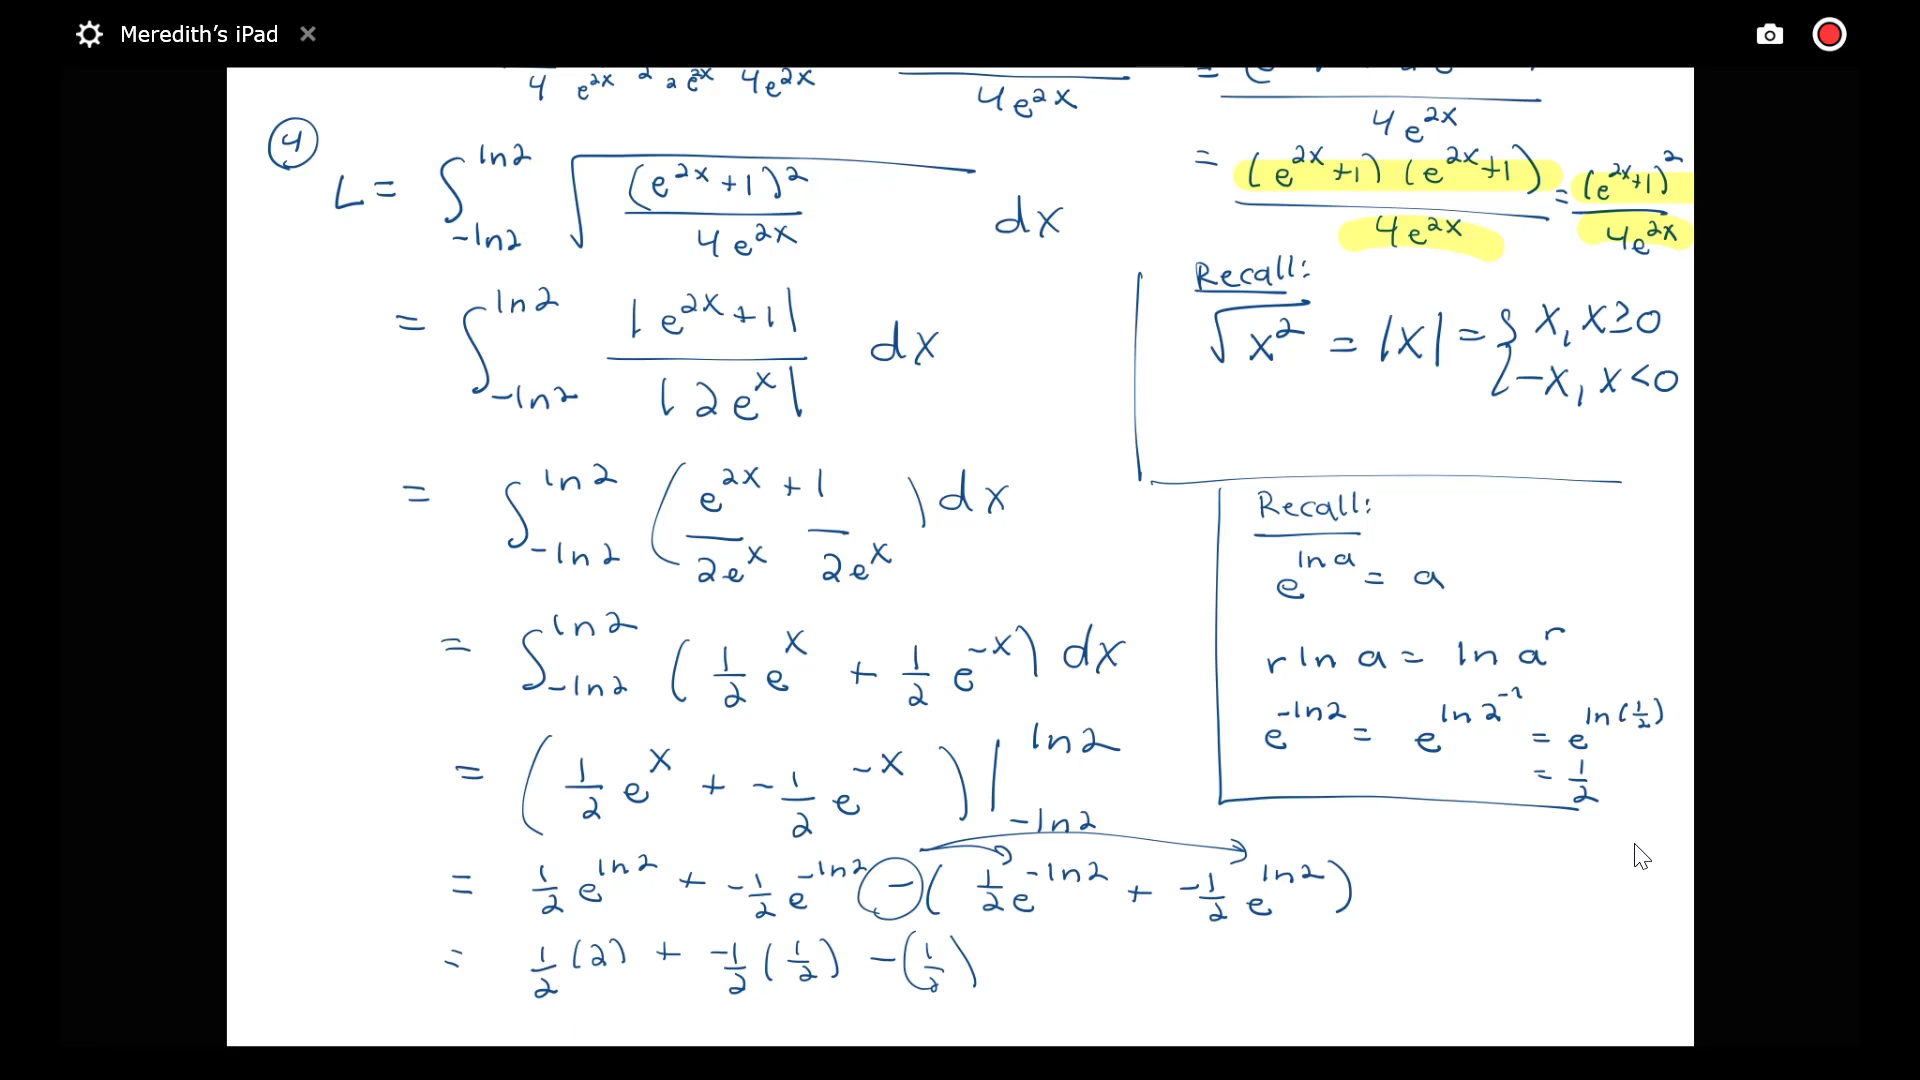 Meredith's iPad
4 e^{2x} 2 2e^{2x} 4e^{2x}
4e^{2x}
=
4e^{2x}
= (e^{2x}+1)(e^{2x}+1) / 4e^{2x} = (e^{2x}+1)^2 / 4e^{2x}
④ L = ∫_{-ln2}^{ln2} √((e^{2x}+1)^2 / 4e^{2x}) dx
= ∫_{-ln2}^{ln2} |e^{2x}+1| / |2e^x| dx
Recall:
√x^2 = |x| = { x, x≥0
-x, x<0
= ∫_{-ln2}^{ln2} (e^{2x}/2e^x + 1/2e^x) dx
= ∫_{-ln2}^{ln2} (1/2 e^x + 1/2 e^{-x}) dx
= (1/2 e^x + -1/2 e^{-x}) |_{-ln2}^{ln2}
= 1/2 e^{ln2} + -1/2 e^{-ln2} - (1/2 e^{-ln2} + -1/2 e^{ln2})
= 1/2 (2) + -1/2 (1/2) - (1/2)
Recall:
e^{ln a} = a
r ln a = ln a^r
e^{-ln2} = e^{ln 2^{-1}} = e^{ln(1/2)}
= 1/2